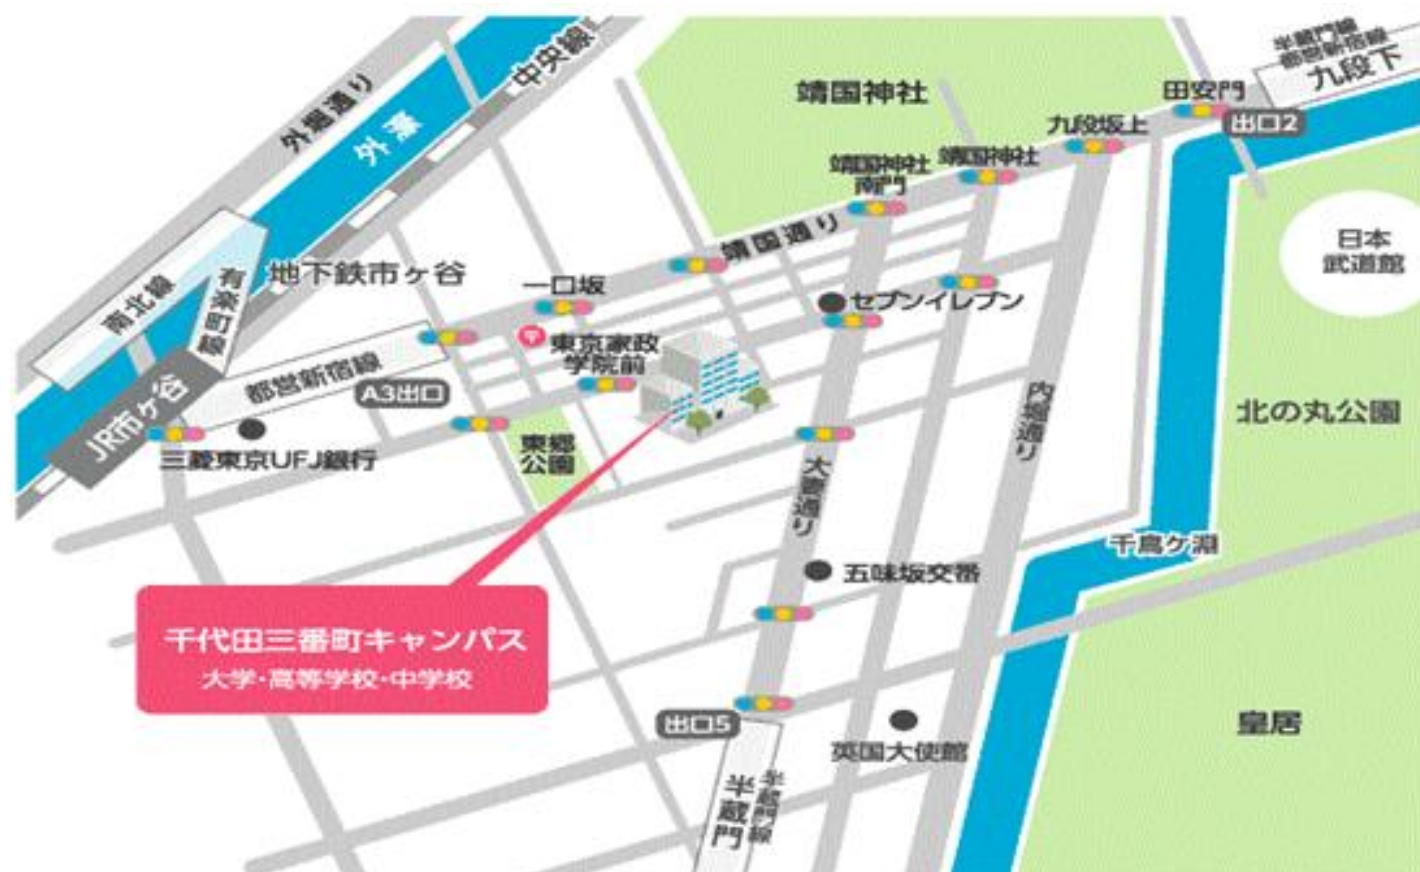 半蔵門線
都営新宿線
九段下
中央線
外堀通り
外濠
靖国神社
田安門
出口2
九段坂上
靖国神社
靖国神社
南門
靖国通り
日本
武道館
地下鉄市ヶ谷
南北線
有楽町線
一口坂
セブンイレブン
東京家政
学院前
都営新宿線
A3出口
JR市ヶ谷
三菱東京UFJ銀行
東郷
公園
内堀通り
北の丸公園
大妻通り
千鳥ケ淵
五味坂交番
千代田三番町キャンパス
大学・高等学校・中学校
出口5
英国大使館
皇居
半蔵門
半蔵門線